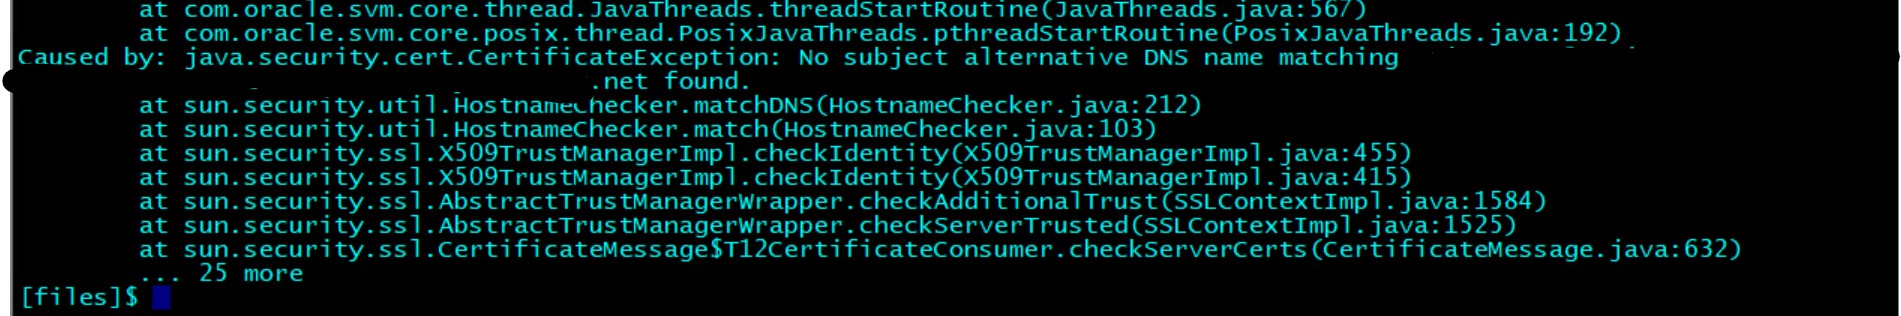 at com.oracle.svm.core.thread.JavaThreads.threadStartRoutine(JavaThreads.java:567)
at com.oracle.svm.core.posix.thread.PosixJavaThreads.pthreadStartRoutine(PosixJavaThreads.java:192)
Caused by: java.security.cert.CertificateException: No subject alternative DNS name matching
.net found.
at sun.security.util.HostnameChecker.matchDNS(HostnameChecker.java:212)
at sun.security.util.HostnameChecker.match(HostnameChecker.java:103)
at sun.security.ssl.X509TrustManagerImpl.checkIdentity(X509TrustManagerImpl.java:455)
at sun.security.ssl.X509TrustManagerImpl.checkIdentity(X509TrustManagerImpl.java:415)
at sun.security.ssl.AbstractTrustManagerWrapper.checkAdditionalTrust(SSLContextImpl.java:1584)
at sun.security.ssl.AbstractTrustManagerWrapper.checkServerTrusted(SSLContextImpl.java:1525)
at sun.security.ssl.CertificateMessage$T12CertificateConsumer.checkServerCerts(CertificateMessage.java:632)
... 25 more
[files]$